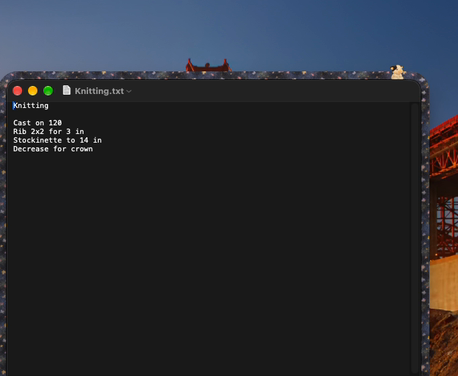 Knitting.txt
Knitting
Cast on 120
Rib 2x2 for 3 in
Stockinette to 14 in
Decrease for crown